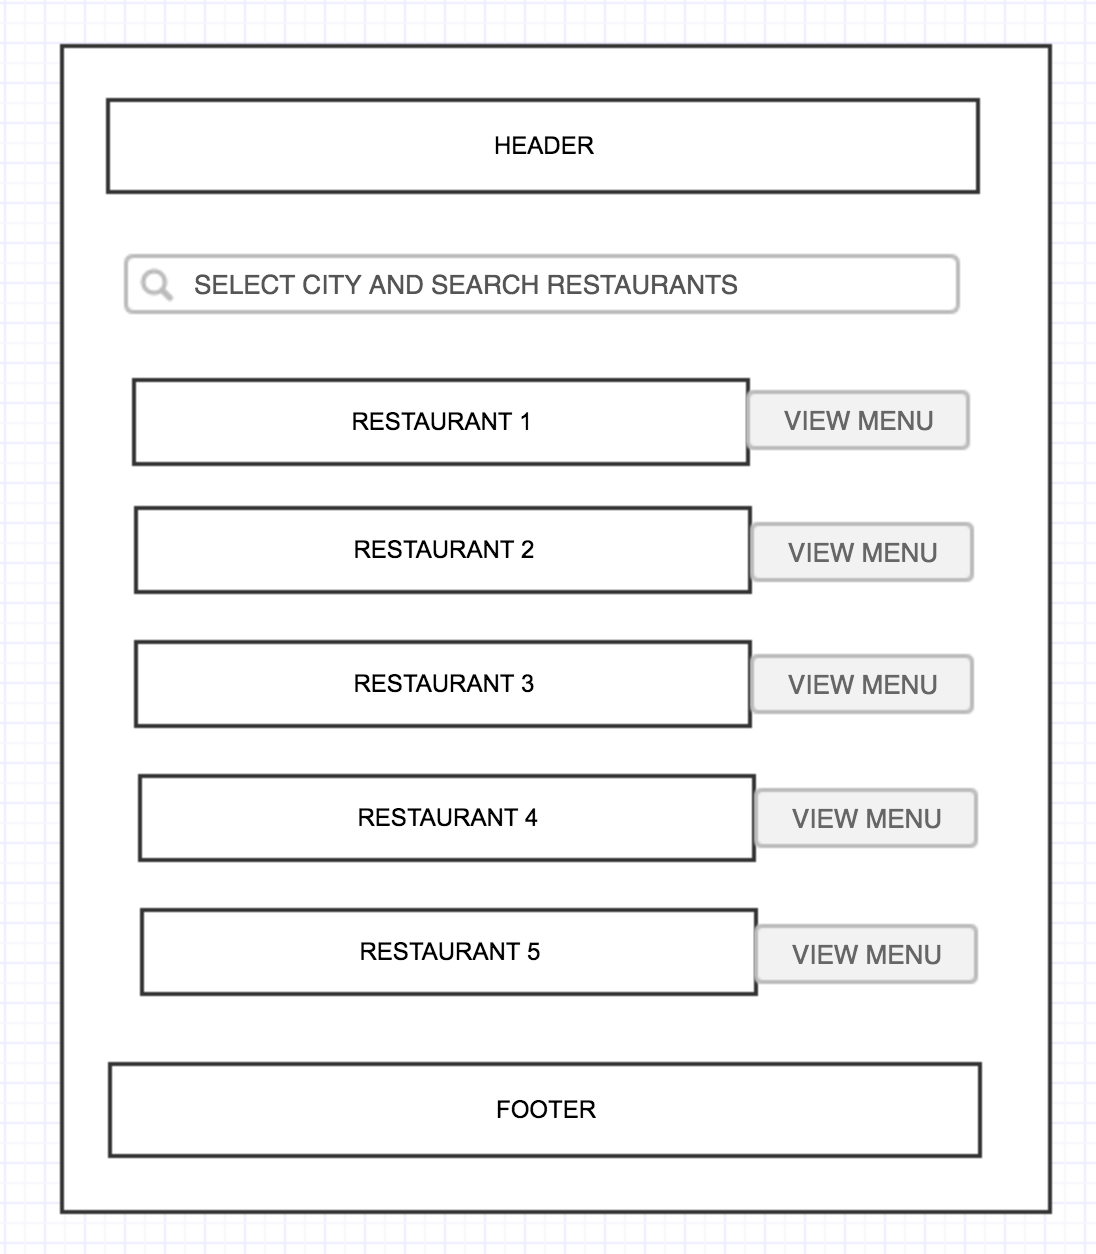 HEADER
SELECT CITY AND SEARCH RESTAURANTS
RESTAURANT 1
VIEW MENU
RESTAURANT 2
VIEW MENU
RESTAURANT 3
VIEW MENU
RESTAURANT 4
VIEW MENU
RESTAURANT 5
VIEW MENU
FOOTER